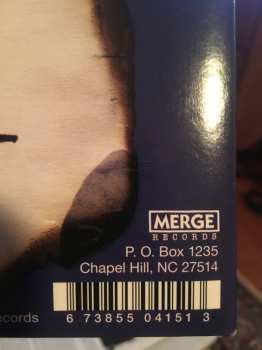 MERGE
RECORDS
P. O. Box 1235
Chapel Hill, NC 27514
ecords
6 73855 04151 3